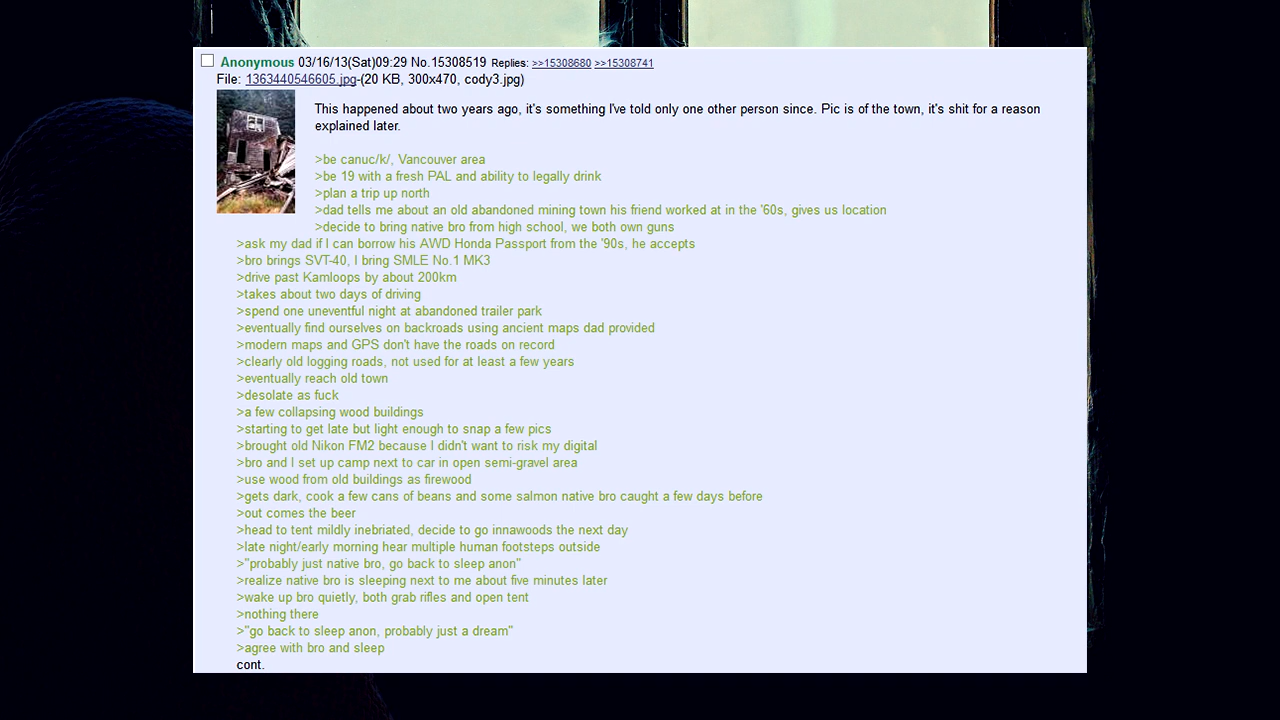 Anonymous 03/16/13(Sat)09:29 No.15308519 Replies: >>15308680 >>15308741
File: 1363440546605.jpg-(20 KB, 300x470, cody3.jpg)
This happened about two years ago, it's something I've told only one other person since. Pic is of the town, it's shit for a reason
explained later.
>be canuc/k/, Vancouver area
>be 19 with a fresh PAL and ability to legally drink
>plan a trip up north
>dad tells me about an old abandoned mining town his friend worked at in the '60s, gives us location
>decide to bring native bro from high school, we both own guns
>ask my dad if I can borrow his AWD Honda Passport from the '90s, he accepts
>bro brings SVT-40, I bring SMLE No.1 MK3
>drive past Kamloops by about 200km
>takes about two days of driving
>spend one uneventful night at abandoned trailer park
>eventually find ourselves on backroads using ancient maps dad provided
>modern maps and GPS don't have the roads on record
>clearly old logging roads, not used for at least a few years
>eventually reach old town
>desolate as fuck
>a few collapsing wood buildings
>starting to get late but light enough to snap a few pics
>brought old Nikon FM2 because I didn't want to risk my digital
>bro and I set up camp next to car in open semi-gravel area
>use wood from old buildings as firewood
>gets dark, cook a few cans of beans and some salmon native bro caught a few days before
>out comes the beer
>head to tent mildly inebriated, decide to go innawoods the next day
>late night/early morning hear multiple human footsteps outside
>"probably just native bro, go back to sleep anon"
>realize native bro is sleeping next to me about five minutes later
>wake up bro quietly, both grab rifles and open tent
>nothing there
>"go back to sleep anon, probably just a dream"
>agree with bro and sleep
cont.